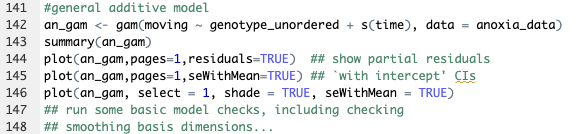 141 #general additive model
142 an_gam <- gam(moving ~ genotype_unordered + s(time), data = anoxia_data)
143 summary(an_gam)
144 plot(an_gam,pages=1,residuals=TRUE)  ## show partial residuals
145 plot(an_gam,pages=1,seWithMean=TRUE) ## `with intercept' CIs
146 plot(an_gam, select = 1, shade = TRUE, seWithMean = TRUE)
147 ## run some basic model checks, including checking
148 ## smoothing basis dimensions...